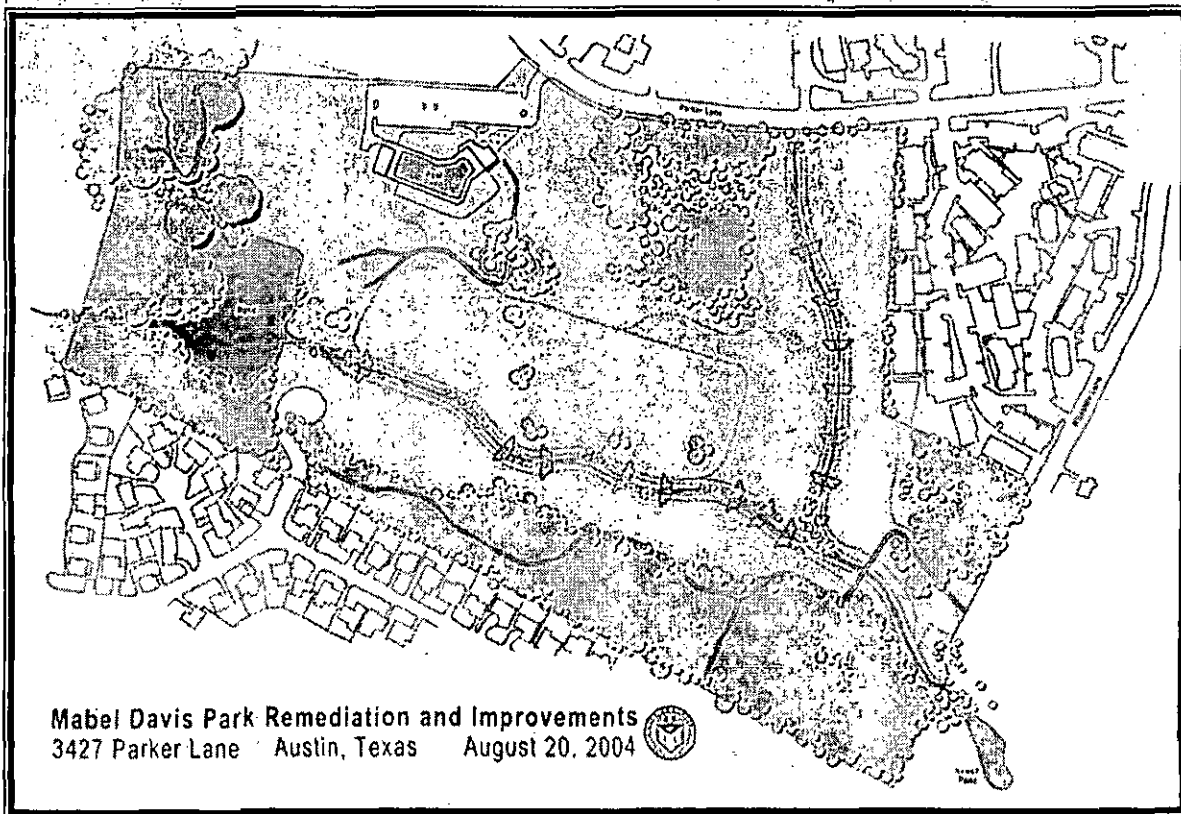 Parker Lane
Mabel Davis Park Remediation and Improvements
3427 Parker Lane Austin, Texas August 20, 2004